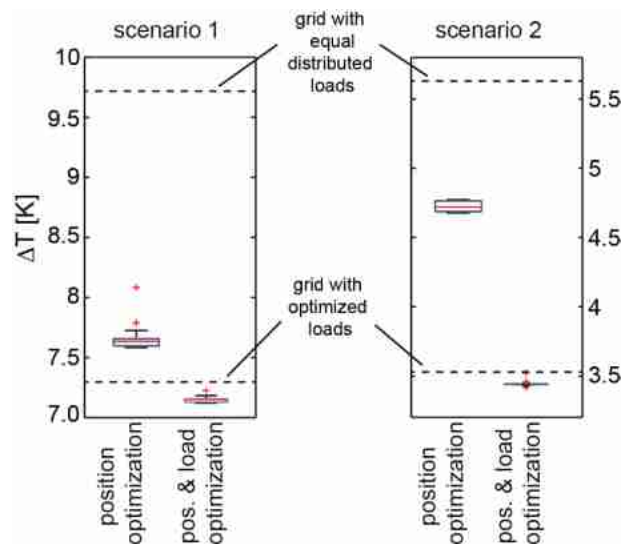 scenario 1
grid with
equal
distributed
loads
scenario 2
10
9.5
9
8.5
8
7.5
7.0
ΔT [K]
5.5
5
4.5
4
3.5
grid with
optimized
loads
position
optimization
pos. & load
optimization
position
optimization
pos. & load
optimization